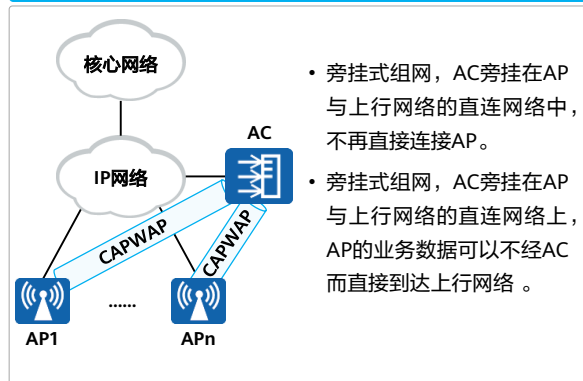 核心网络
IP网络
AC
CAPWAP
CAPWAP
......
AP1
APn
• 旁挂式组网，AC旁挂在AP
与上行网络的直连网络中，
不再直接连接AP。
• 旁挂式组网，AC旁挂在AP
与上行网络的直连网络上，
AP的业务数据可以不经AC
而直接到达上行网络 。